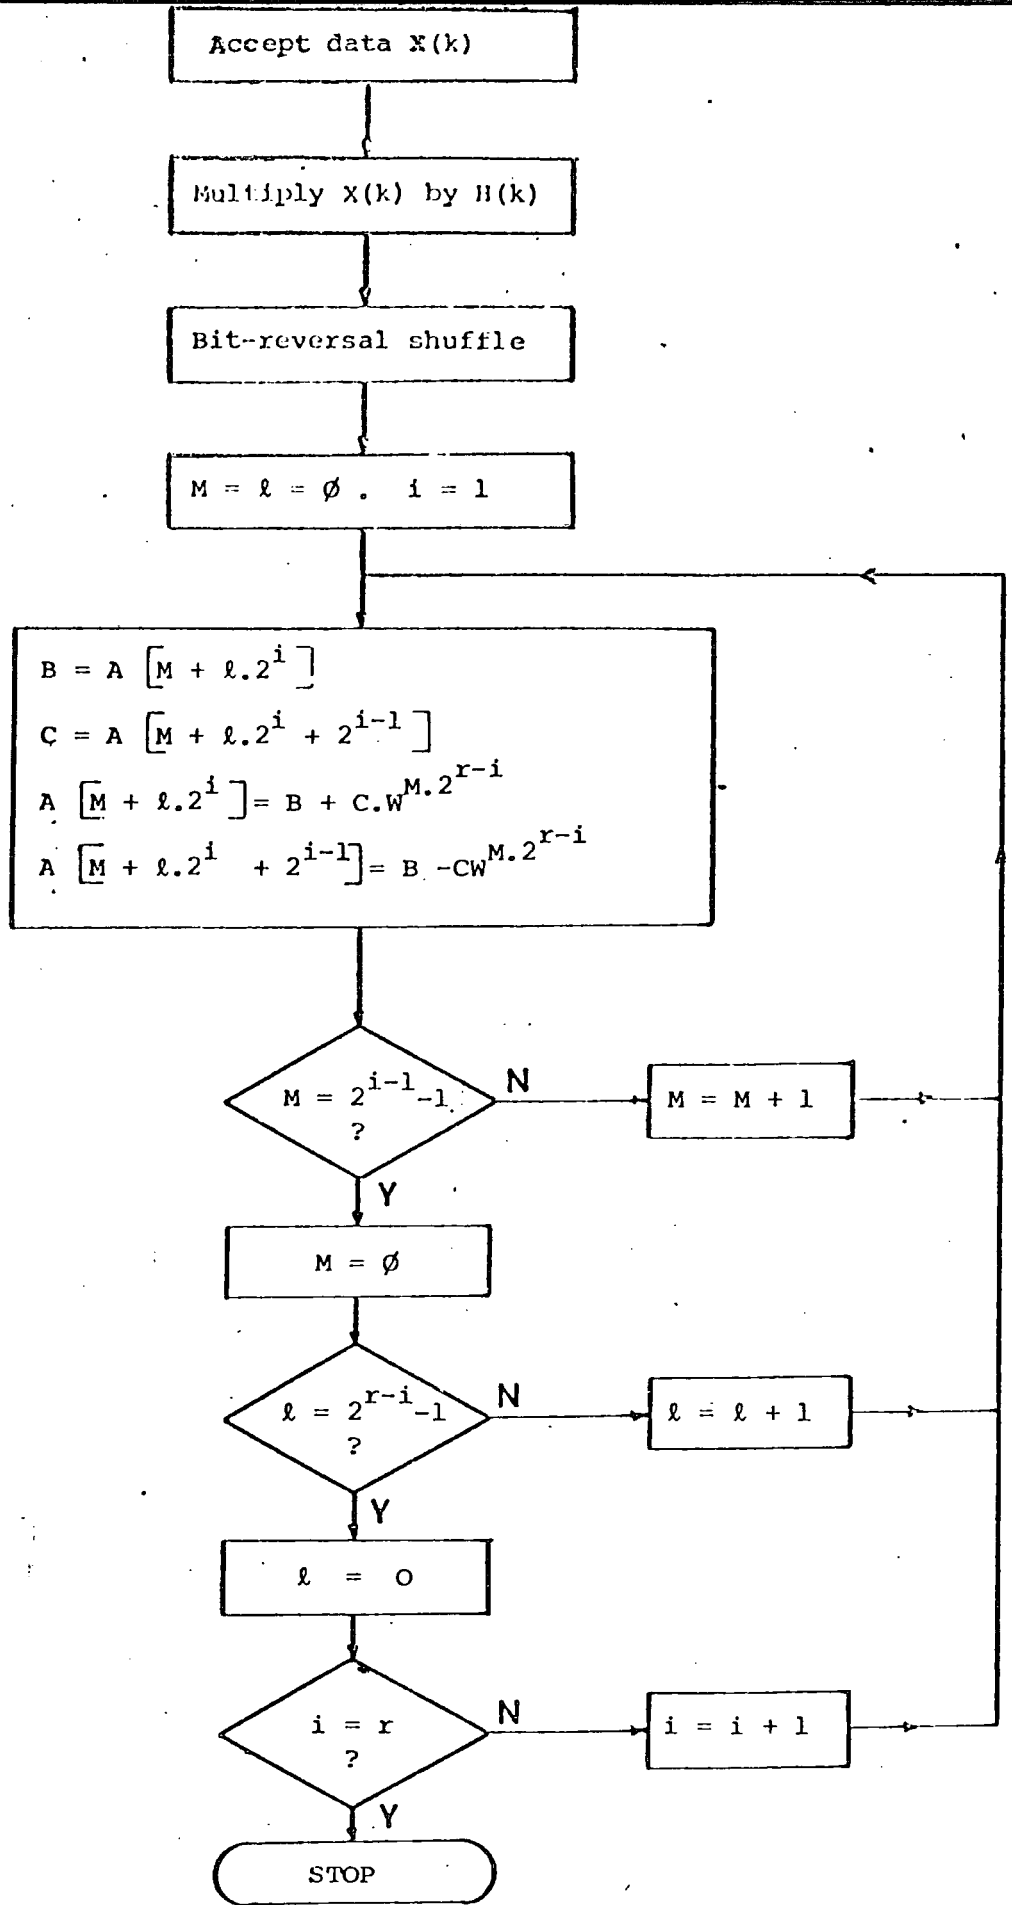 Accept data X(k)
Multiply X(k) by H(k)
Bit-reversal shuffle
M = ℓ = Ø . i = 1
B = A [M + ℓ.2^i]
C = A [M + ℓ.2^i + 2^{i-1}]
A [M + ℓ.2^i] = B + C.W^{M.2^{r-i}}
A [M + ℓ.2^i + 2^{i-1}] = B - CW^{M.2^{r-i}}
M = 2^{i-1}-1
?
N
M = M + 1
Y
M = Ø
ℓ = 2^{r-i}-1
?
N
ℓ = ℓ + 1
Y
ℓ = O
i = r
?
N
i = i + 1
Y
STOP